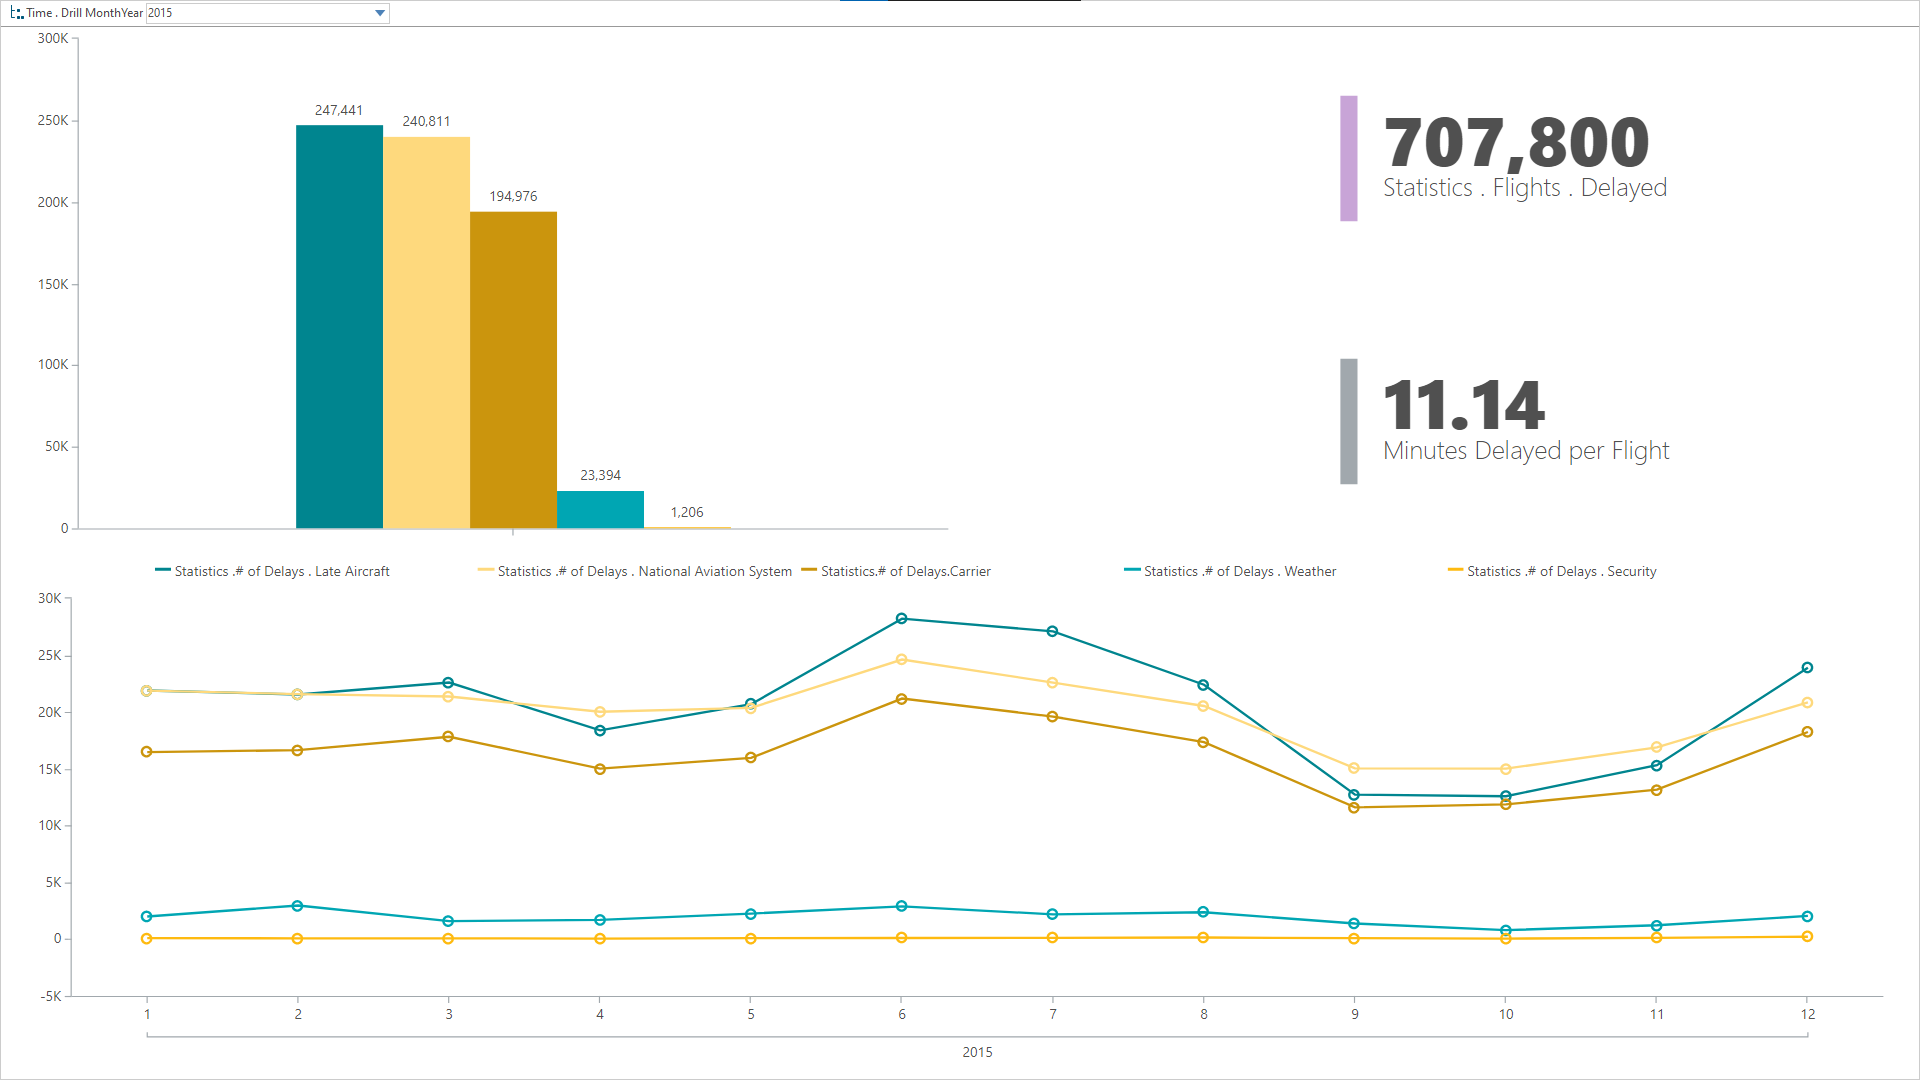 Time . Drill MonthYear 2015
300K
250K
200K
150K
100K
50K
0
247,441
240,811
194,976
23,394
1,206
707,800
Statistics . Flights . Delayed
11.14
Minutes Delayed per Flight
Statistics .# of Delays . Late Aircraft
Statistics .# of Delays . National Aviation System
Statistics.# of Delays.Carrier
Statistics .# of Delays . Weather
Statistics .# of Delays . Security
30K
25K
20K
15K
10K
5K
0
-5K
1 2 3 4 5 6 7 8 9 10 11 12
2015